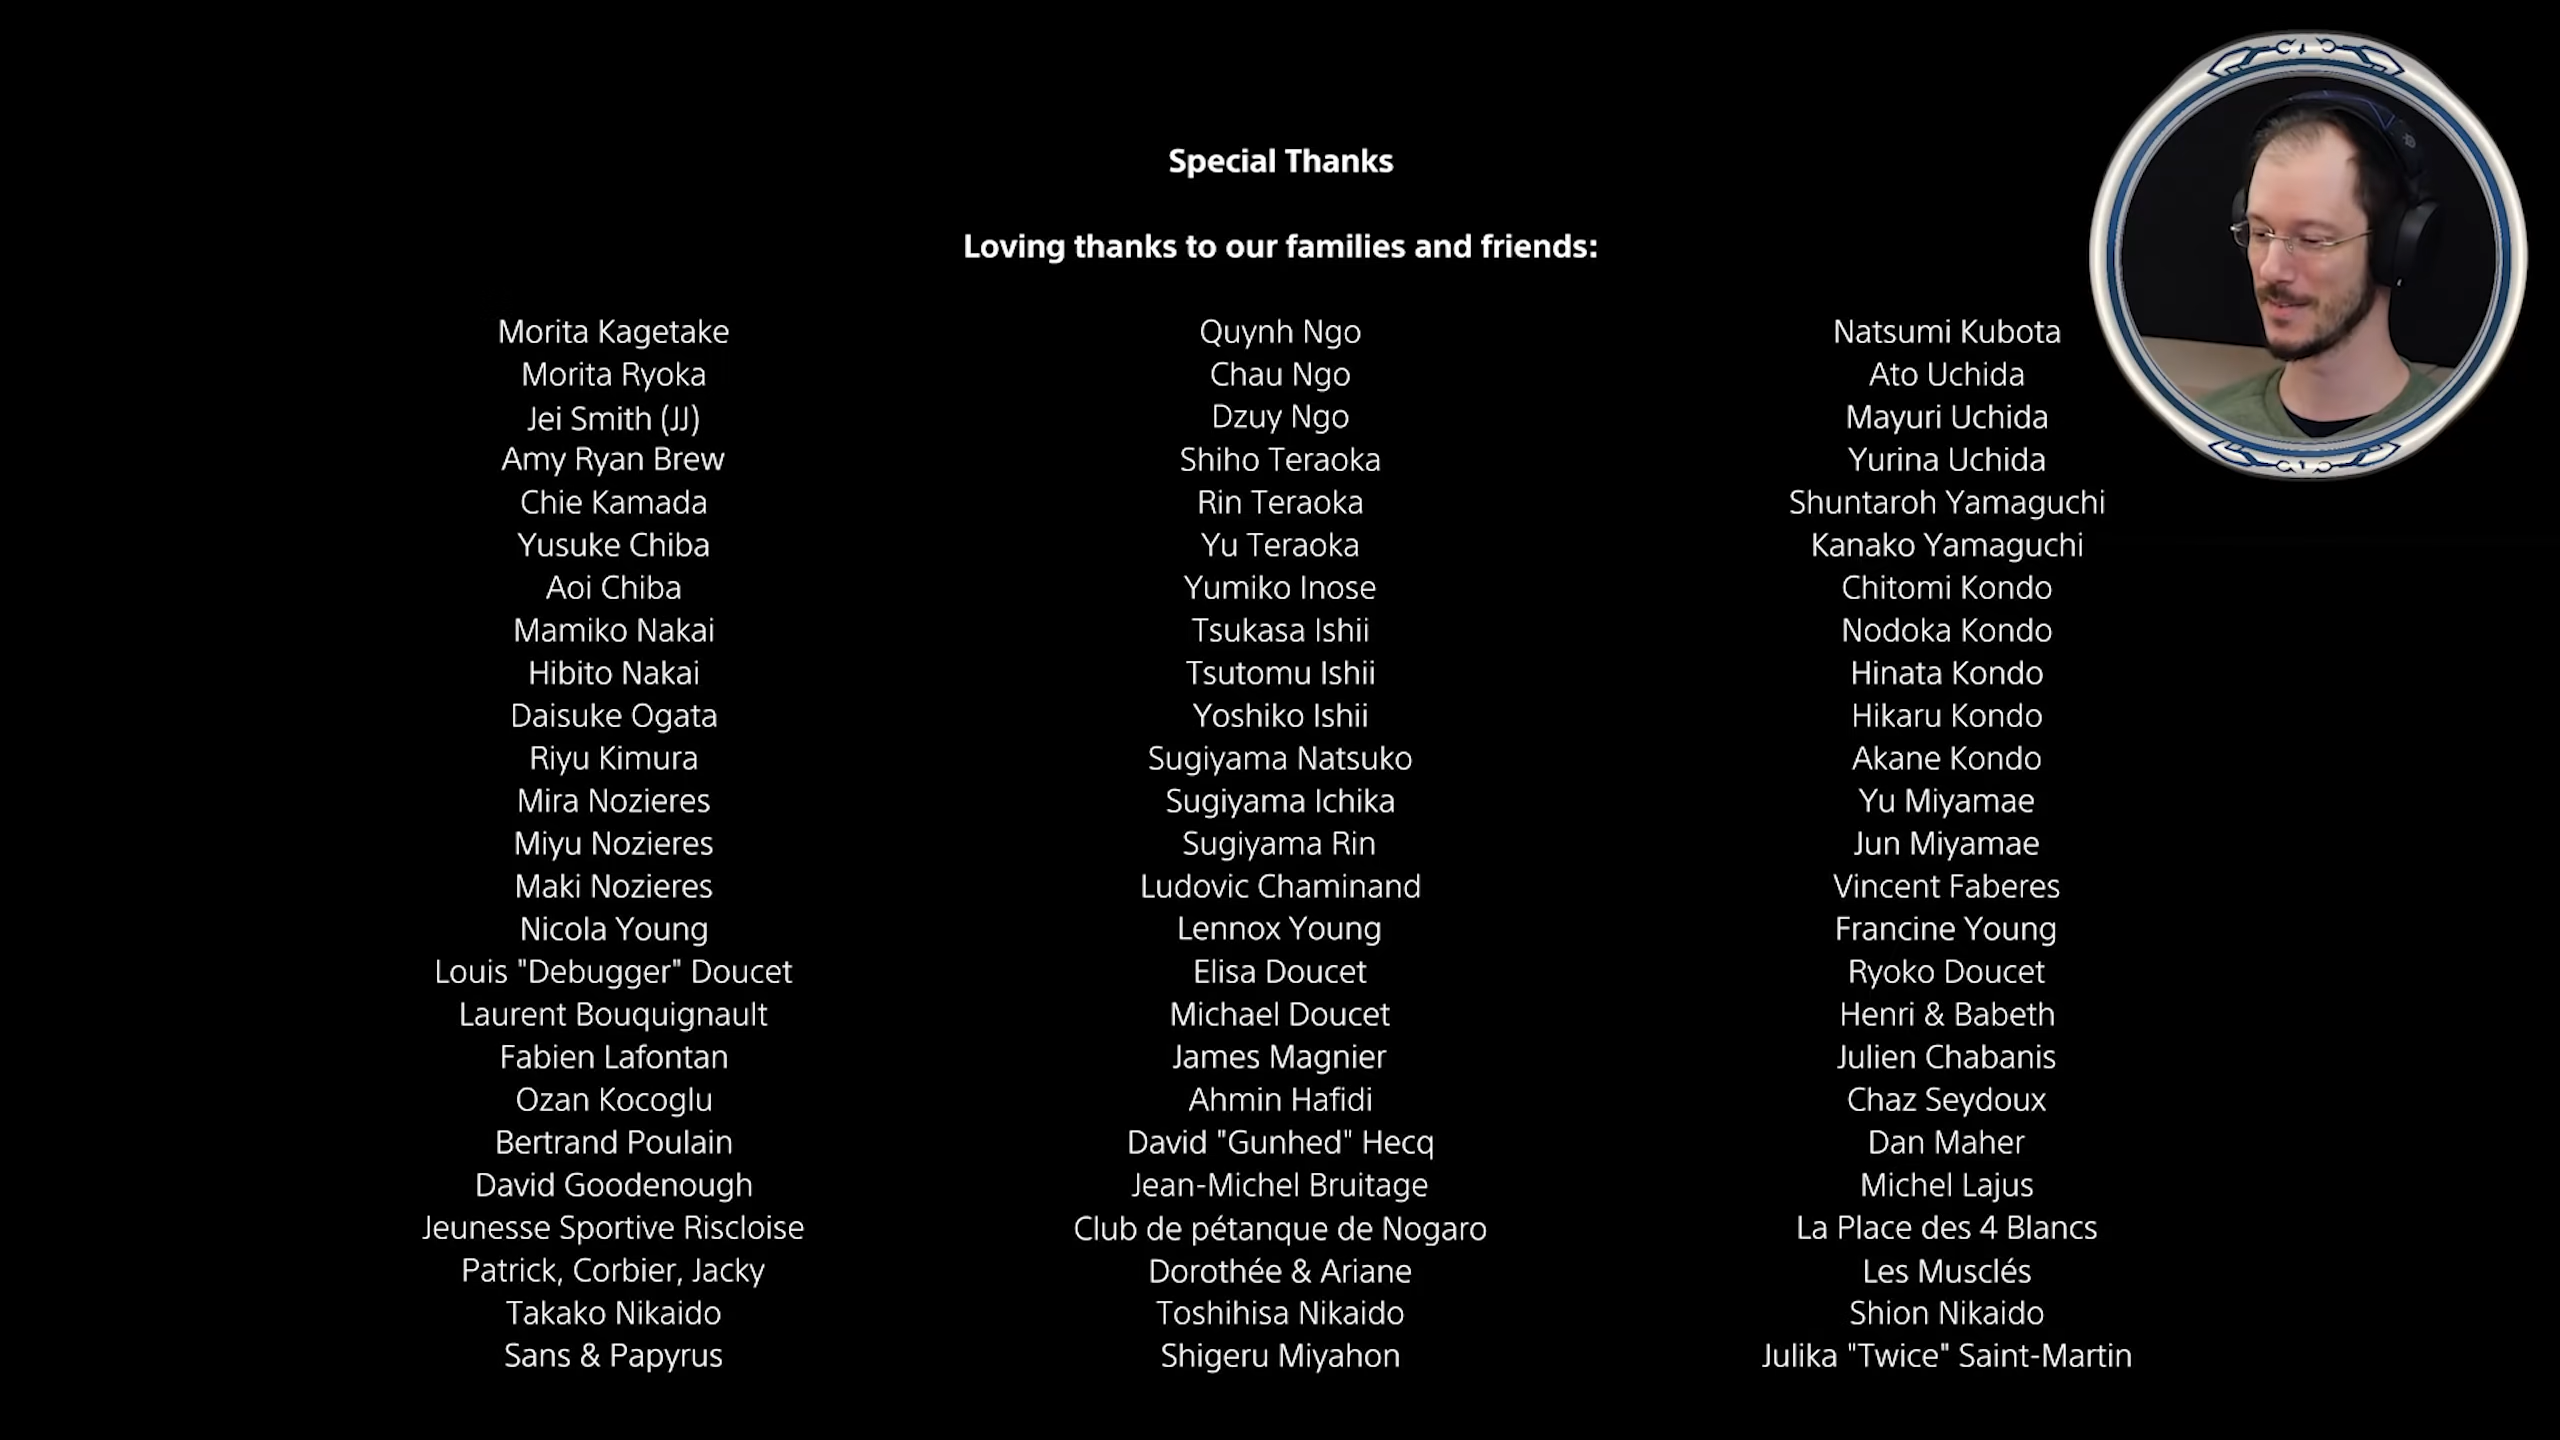 Special Thanks
Loving thanks to our families and friends:
Morita Kagetake
Morita Ryoka
Jei Smith (JJ)
Amy Ryan Brew
Chie Kamada
Yusuke Chiba
Aoi Chiba
Mamiko Nakai
Hibito Nakai
Daisuke Ogata
Riyu Kimura
Mira Nozieres
Miyu Nozieres
Maki Nozieres
Nicola Young
Louis "Debugger" Doucet
Laurent Bouquignault
Fabien Lafontan
Ozan Kocoglu
Bertrand Poulain
David Goodenough
Jeunesse Sportive Riscloise
Patrick, Corbier, Jacky
Takako Nikaido
Sans & Papyrus
Quynh Ngo
Chau Ngo
Dzuy Ngo
Shiho Teraoka
Rin Teraoka
Yu Teraoka
Yumiko Inose
Tsukasa Ishii
Tsutomu Ishii
Yoshiko Ishii
Sugiyama Natsuko
Sugiyama Ichika
Sugiyama Rin
Ludovic Chaminand
Lennox Young
Elisa Doucet
Michael Doucet
James Magnier
Ahmin Hafidi
David "Gunhed" Hecq
Jean-Michel Bruitage
Club de pétanque de Nogaro
Dorothée & Ariane
Toshihisa Nikaido
Shigeru Miyahon
Natsumi Kubota
Ato Uchida
Mayuri Uchida
Yurina Uchida
Shuntaroh Yamaguchi
Kanako Yamaguchi
Chitomi Kondo
Nodoka Kondo
Hinata Kondo
Hikaru Kondo
Akane Kondo
Yu Miyamae
Jun Miyamae
Vincent Faberes
Francine Young
Ryoko Doucet
Henri & Babeth
Julien Chabanis
Chaz Seydoux
Dan Maher
Michel Lajus
La Place des 4 Blancs
Les Musclés
Shion Nikaido
Julika "Twice" Saint-Martin